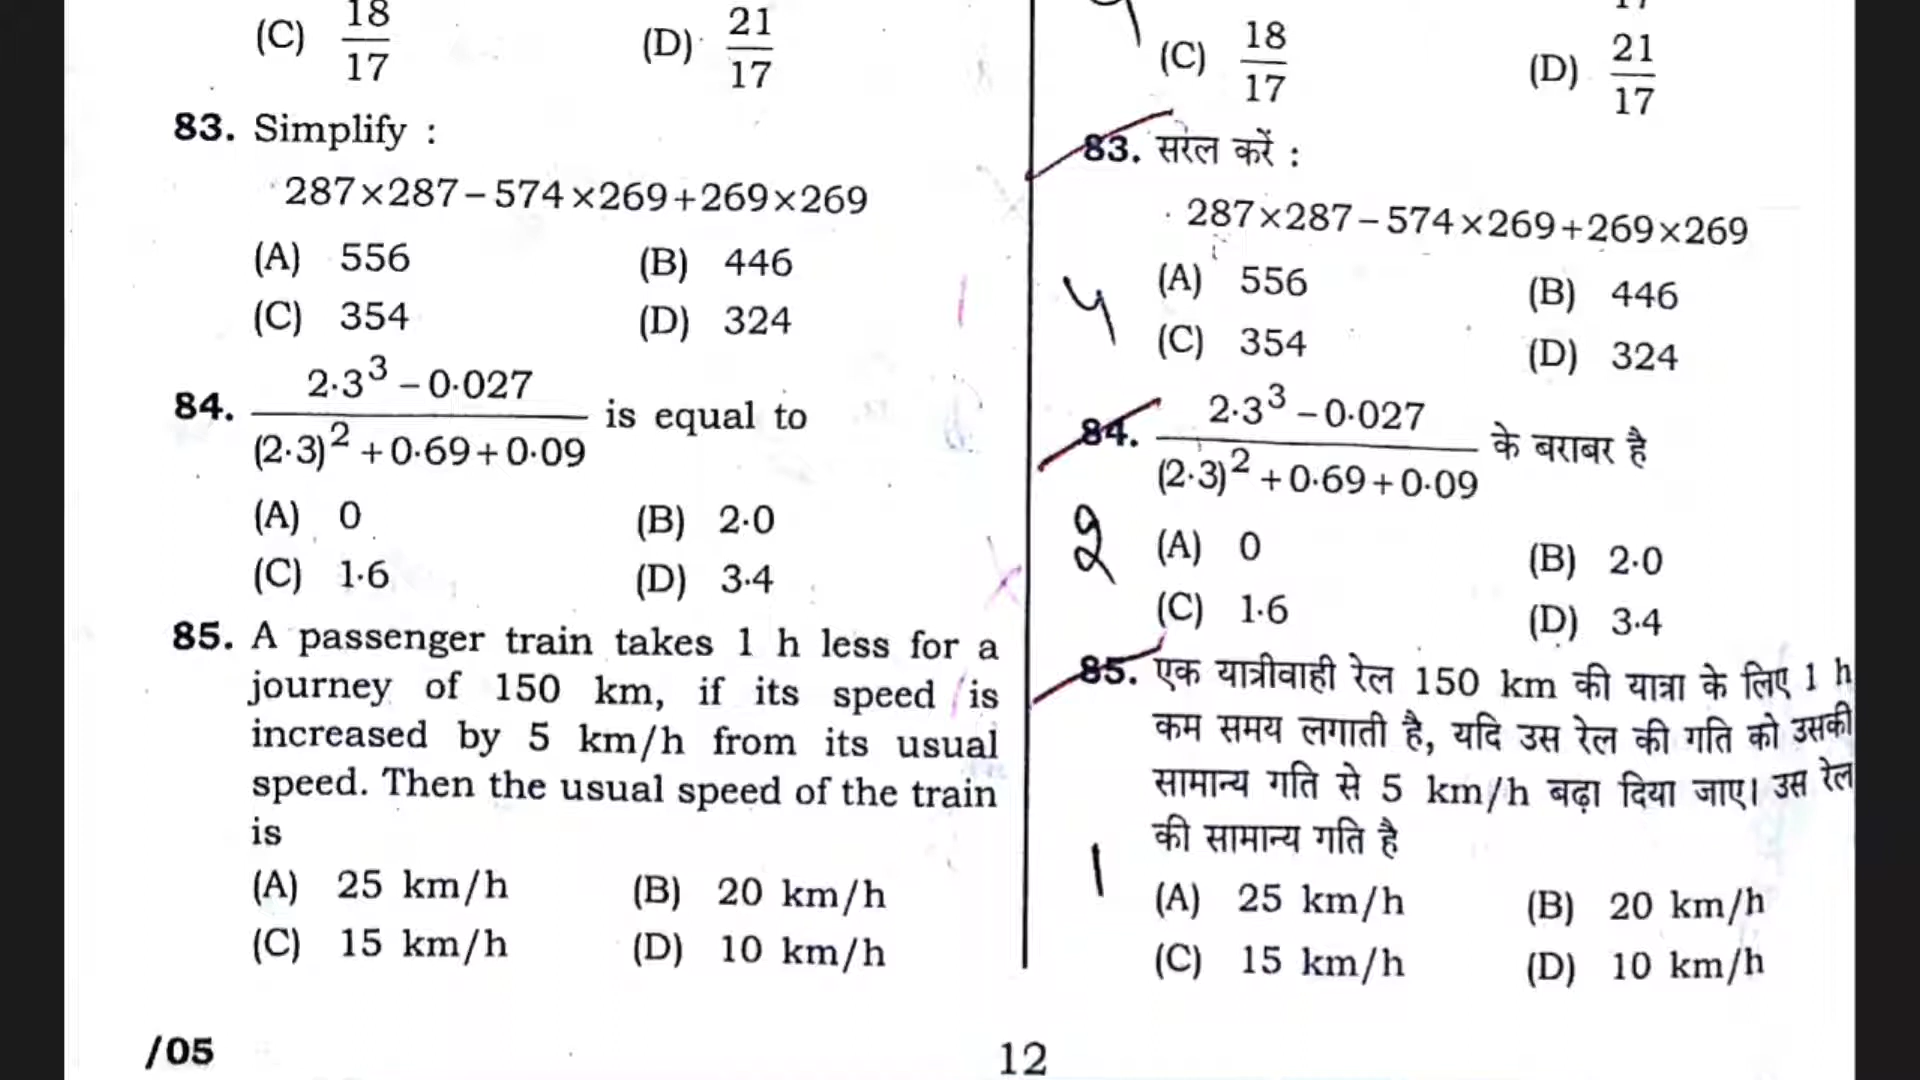 (C) 18/17 (D) 21/17
83. Simplify :
287×287–574×269+269×269
(A) 556 (B) 446
(C) 354 (D) 324
84. 2·3³ – 0·027 / (2·3)² + 0·69 + 0·09 is equal to
(A) 0 (B) 2·0
(C) 1·6 (D) 3·4
85. A passenger train takes 1 h less for a
journey of 150 km, if its speed is
increased by 5 km/h from its usual
speed. Then the usual speed of the train
is
(A) 25 km/h (B) 20 km/h
(C) 15 km/h (D) 10 km/h
(C) 18/17 (D) 21/17
83. सरल करें :
287×287–574×269+269×269
4
(A) 556 (B) 446
(C) 354 (D) 324
84. 2·3³ – 0·027 / (2·3)² + 0·69 + 0·09 के बराबर है
2
(A) 0 (B) 2·0
(C) 1·6 (D) 3·4
85. एक यात्रीवाही रेल 150 km की यात्रा के लिए 1 h
कम समय लगाती है, यदि उस रेल की गति को उसकी
सामान्य गति से 5 km/h बढ़ा दिया जाए। उस रेल
की सामान्य गति है
1
(A) 25 km/h (B) 20 km/h
(C) 15 km/h (D) 10 km/h
/05
12